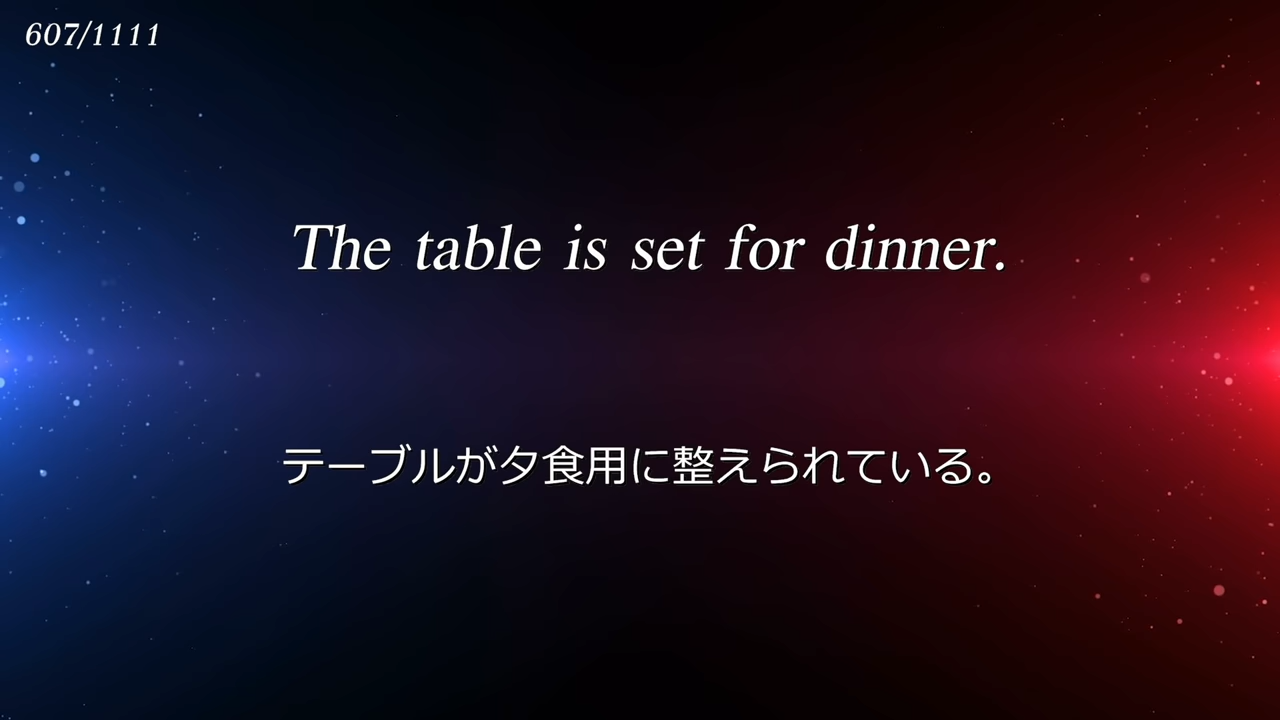 607/1111
The table is set for dinner.
テーブルが夕食用に整えられている。